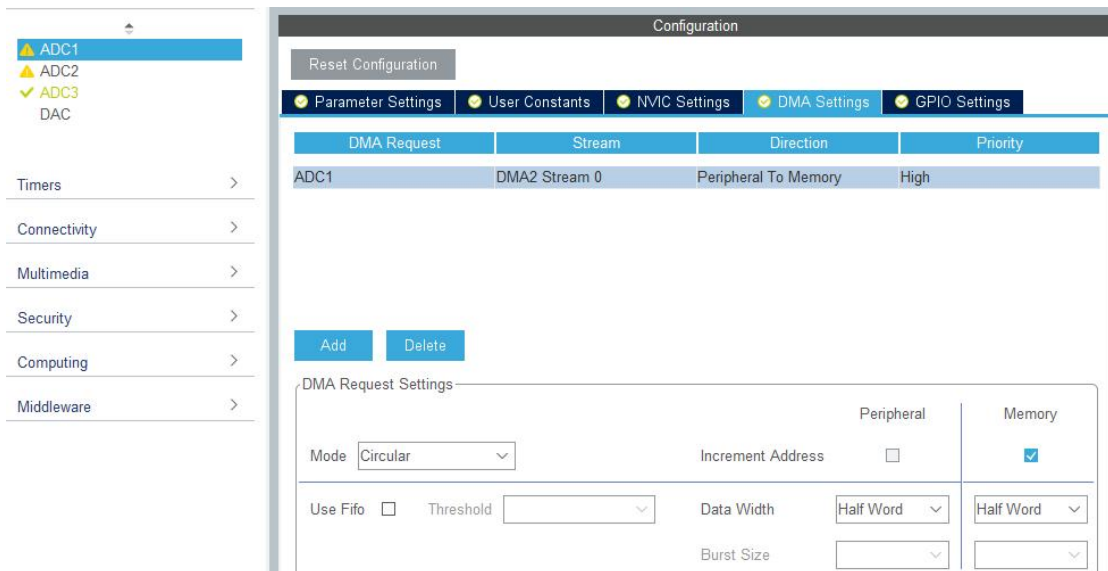 ADC1
ADC2
ADC3
DAC
Timers
Connectivity
Multimedia
Security
Computing
Middleware
Configuration
Reset Configuration
Parameter Settings User Constants NVIC Settings DMA Settings GPIO Settings
DMA Request Stream Direction Priority
ADC1 DMA2 Stream 0 Peripheral To Memory High
Add Delete
DMA Request Settings
Peripheral Memory
Mode Circular Increment Address
Use Fifo Threshold Data Width Half Word Half Word
Burst Size